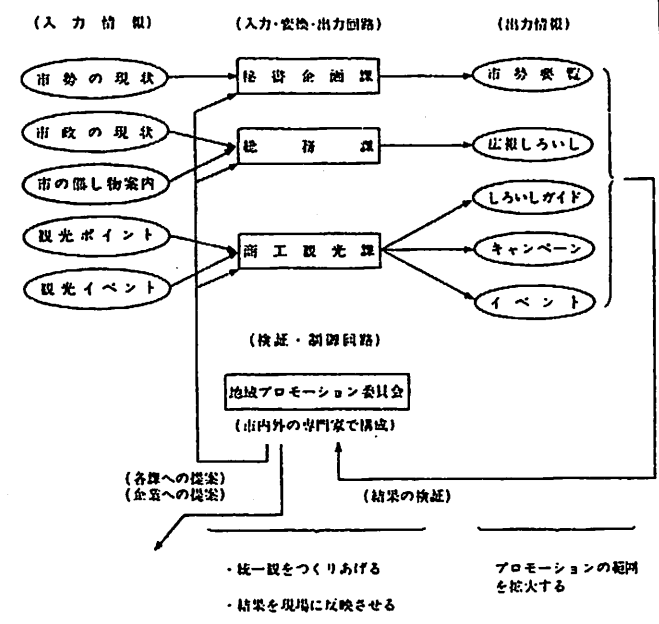 (入力情報)
(入力・変換・出力回路)
(出力情報)
市勢の現状
秘書企画課
市勢要覧
市政の現状
総務課
広報しろいし
市の催し物案内
しろいしガイド
観光ポイント
商工観光課
キャンペーン
観光イベント
イベント
(検証・制御回路)
地域プロモーション委員会
(市内外の専門家で構成)
(各課への提案)
(企業への提案)
(結果の検証)
・統一観をつくりあげる
プロモーションの範囲
を拡大する
・結果を現場に反映させる